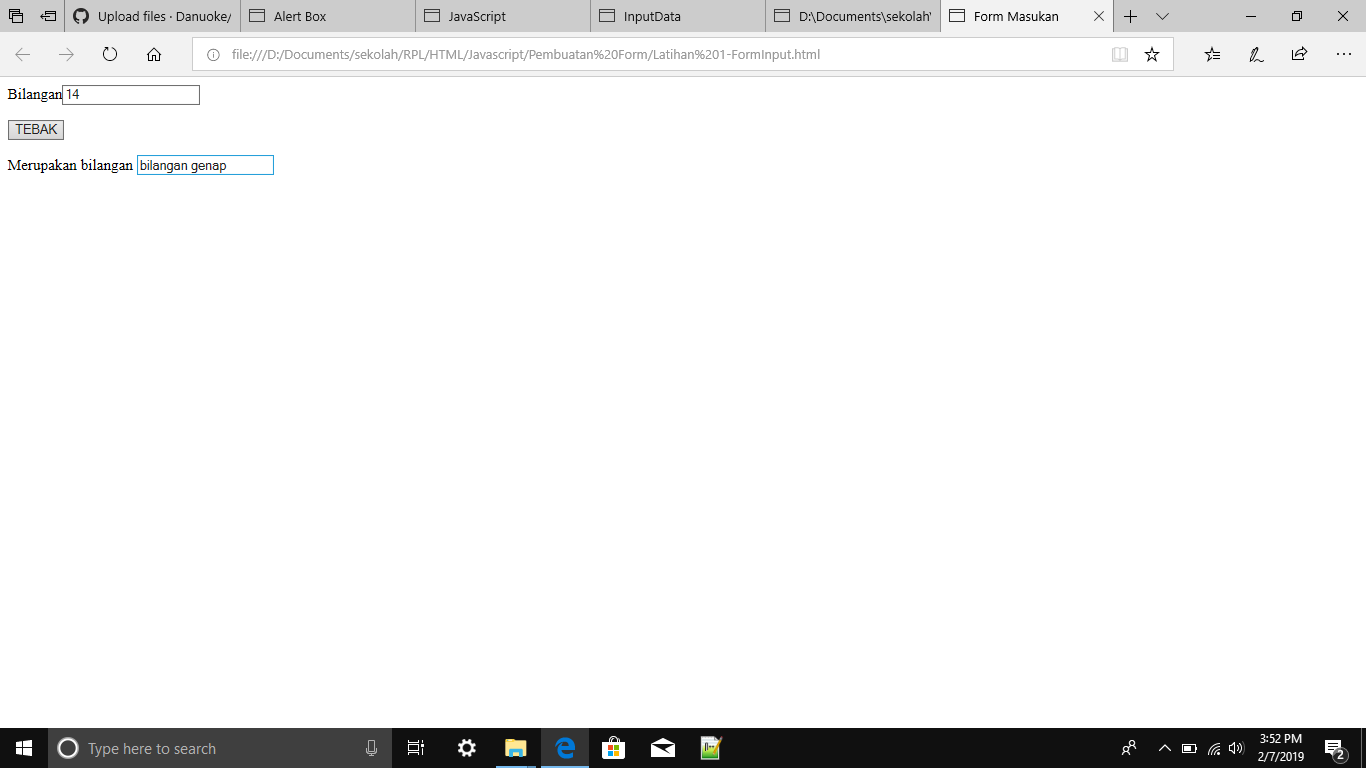 Upload files · Danuoke/
Alert Box
JavaScript
InputData
D:\Documents\sekolah\
Form Masukan
file:///D:/Documents/sekolah/RPL/HTML/Javascript/Pembuatan%20Form/Latihan%201-FormInput.html
Bilangan 14
TEBAK
Merupakan bilangan bilangan genap
Type here to search
3:52 PM
2/7/2019
2